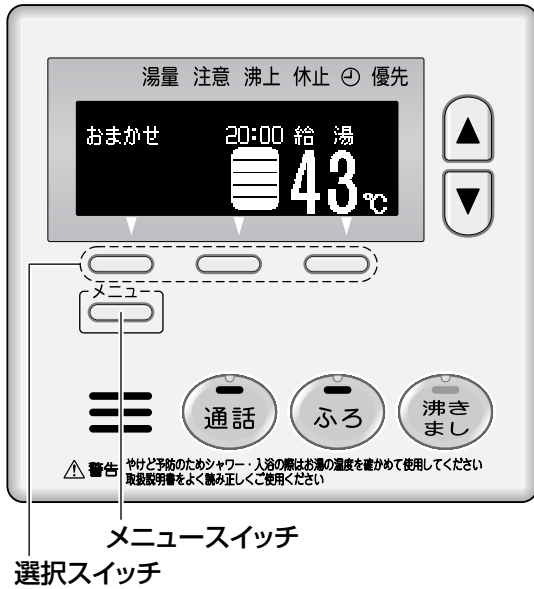 湯量 注意 沸上 休止 優先
おまかせ 20:00 給 湯
43℃
メニュー
通話 ふろ 沸き
まし
警告 やけど予防のためシャワー・入浴の際はお湯の温度を確かめて使用してください
取扱説明書をよく読み正しくご使用ください
メニュースイッチ
選択スイッチ